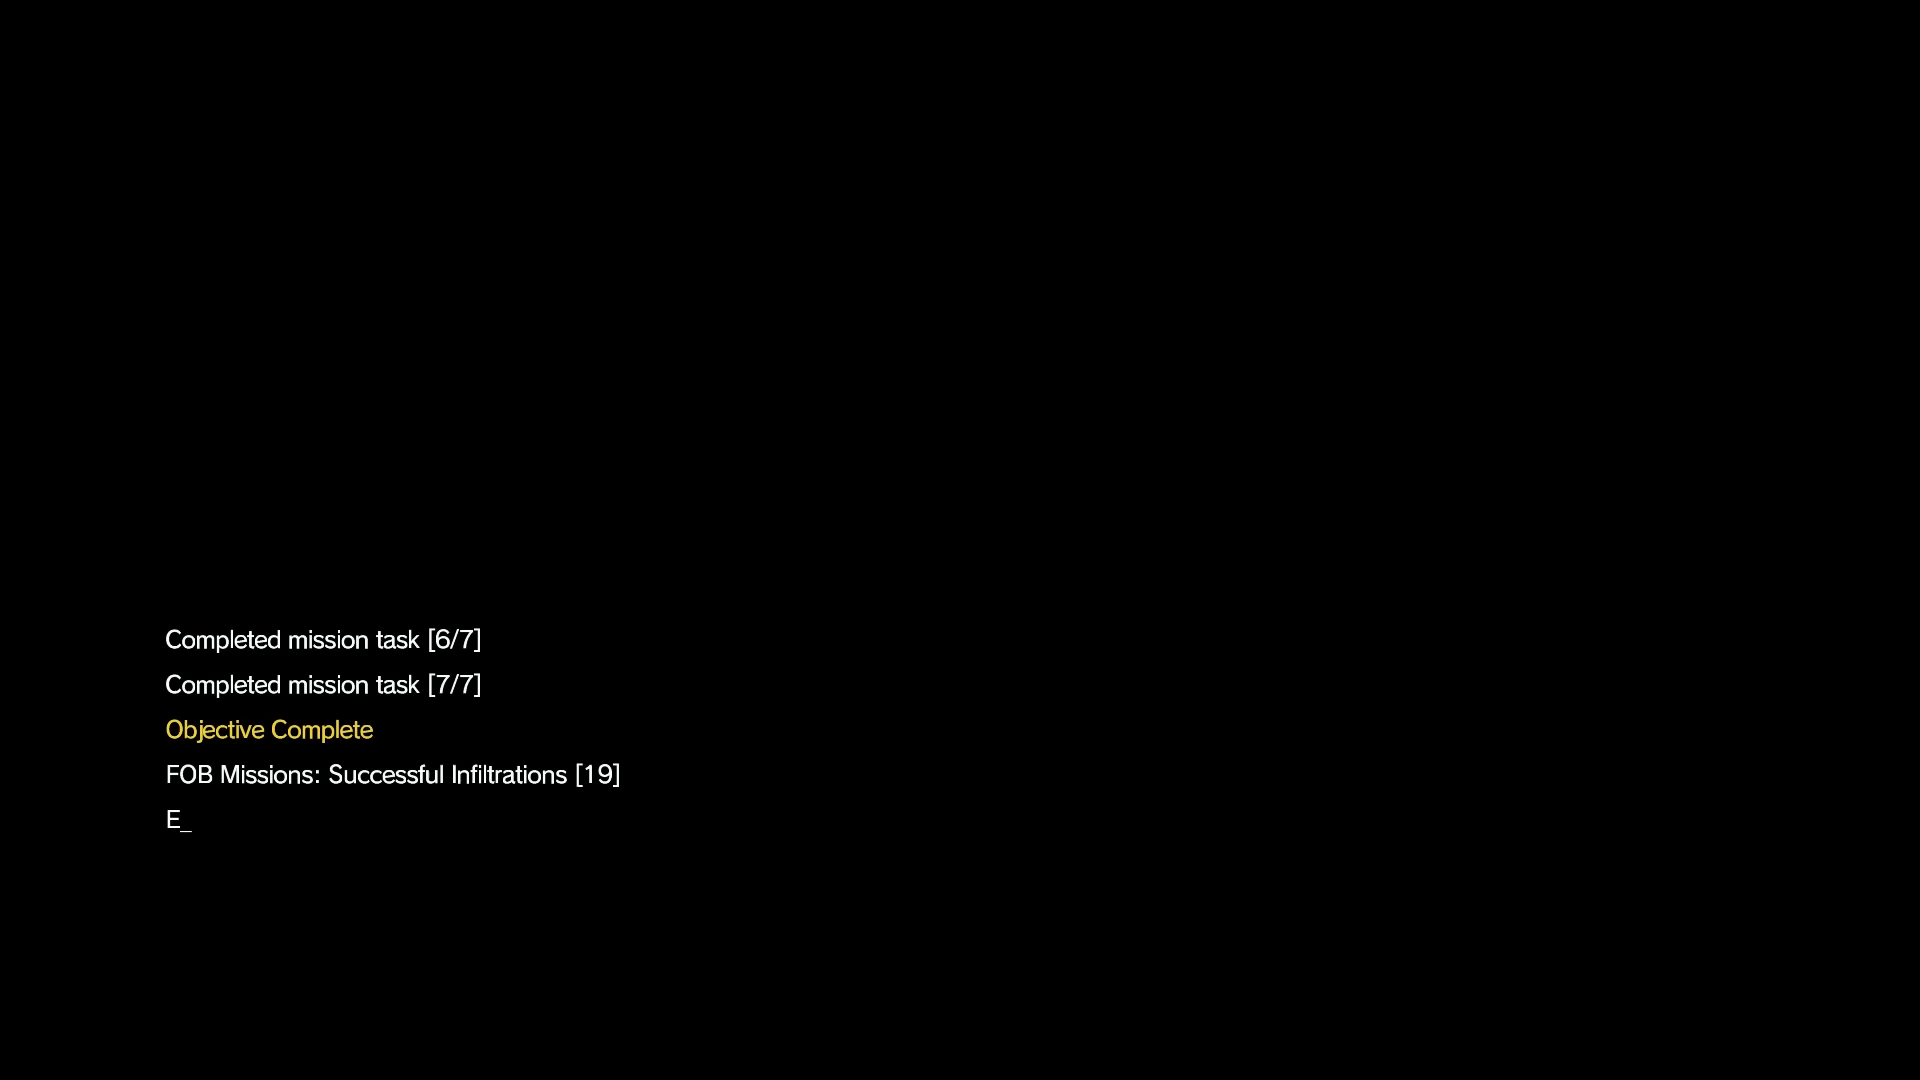 Completed mission task [6/7]
Completed mission task [7/7]
Objective Complete
FOB Missions: Successful Infiltrations [19]
E_